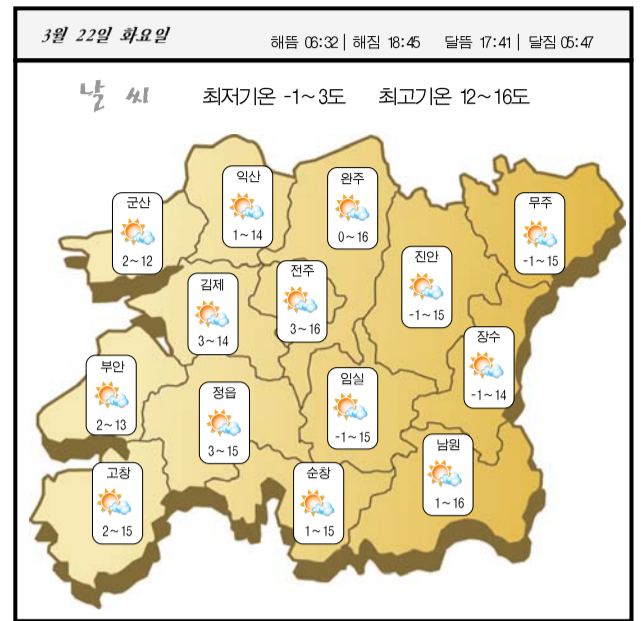 3월 22일 화요일
해뜸 06:32 | 해짐 18:45 달뜸 17:41 | 달짐 05:47
날 씨 최저기온 -1~3도 최고기온 12~16도
익산
1~14
완주
0~16
군산
2~12
무주
-1~15
진안
-1~15
전주
3~16
김제
3~14
장수
-1~14
부안
2~13
임실
-1~15
정읍
3~15
남원
1~16
고창
2~15
순창
1~15